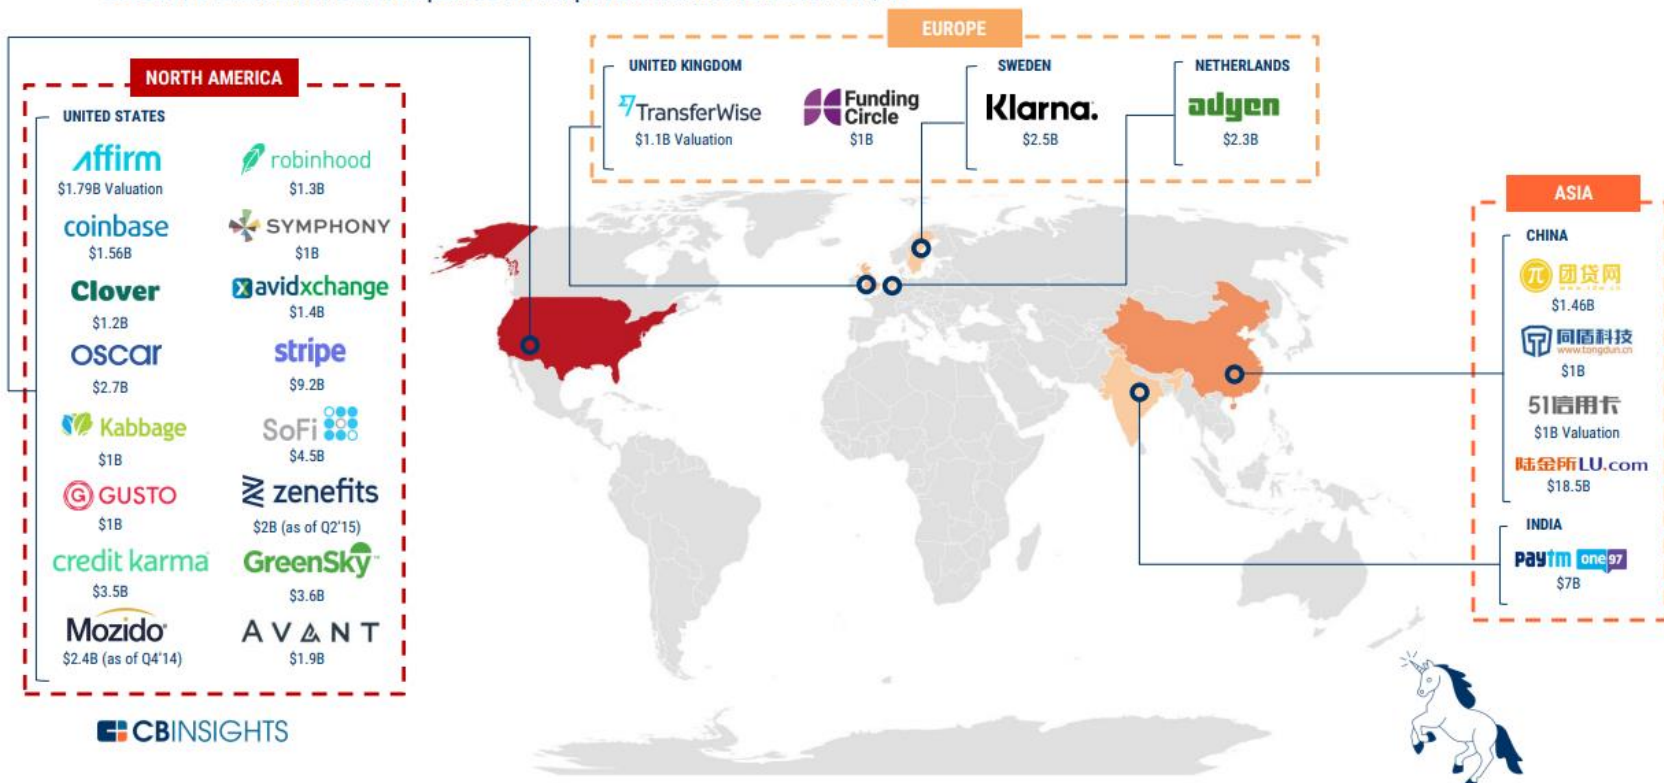 NORTH AMERICA
UNITED STATES
affirm
$1.79B Valuation
robinhood
$1.3B
coinbase
$1.56B
SYMPHONY
$1B
Clover
$1.2B
avidxchange
$1.4B
oscar
$2.7B
stripe
$9.2B
Kabbage
$1B
SoFi
$4.5B
G GUSTO
$1B
zenefits
$2B (as of Q2'15)
credit karma
$3.5B
GreenSky™
$3.6B
Mozido
$2.4B (as of Q4'14)
AVANT
$1.9B
CBINSIGHTS
EUROPE
UNITED KINGDOM
TransferWise
$1.1B Valuation
Funding
Circle
$1B
SWEDEN
Klarna.
$2.5B
NETHERLANDS
adyen
$2.3B
ASIA
CHINA
π 团贷网
$1.46B
同盾科技
www.tongdun.cn
$1B
51信用卡
$1B Valuation
陆金所LU.com
$18.5B
INDIA
paytm one97
$7B